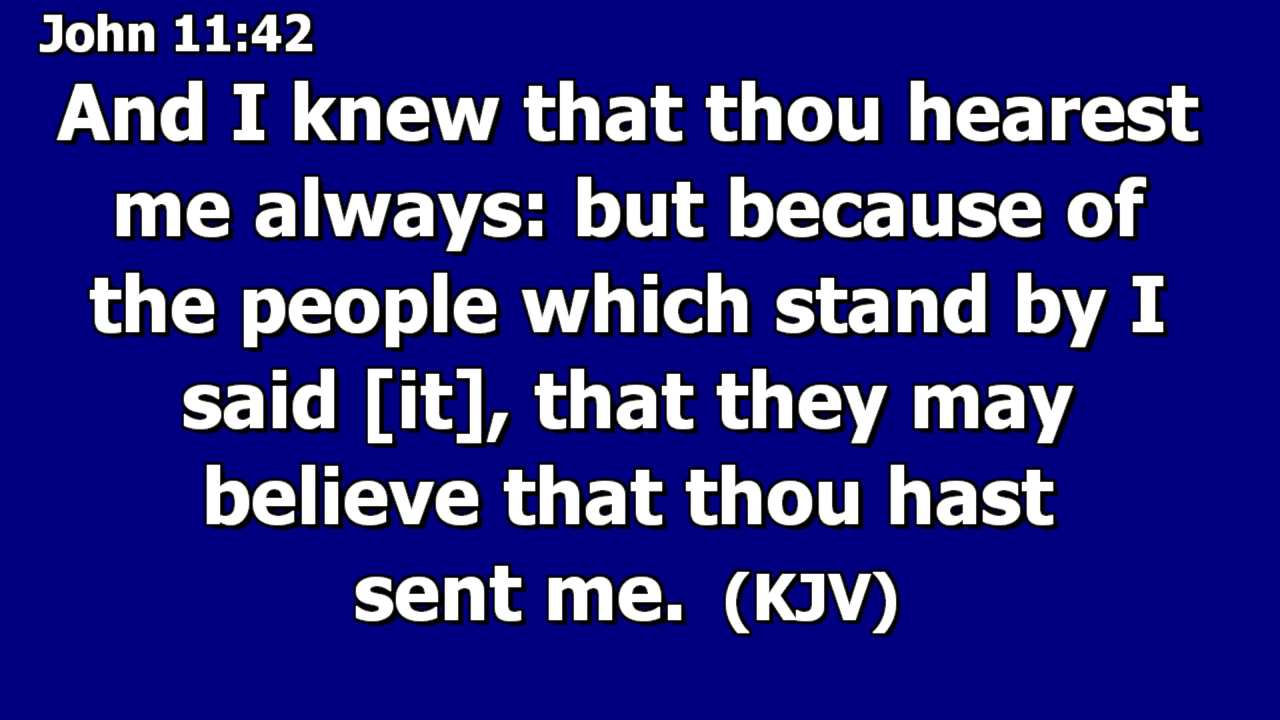 John 11:42
And I knew that thou hearest
me always: but because of
the people which stand by I
said [it], that they may
believe that thou hast
sent me. (KJV)